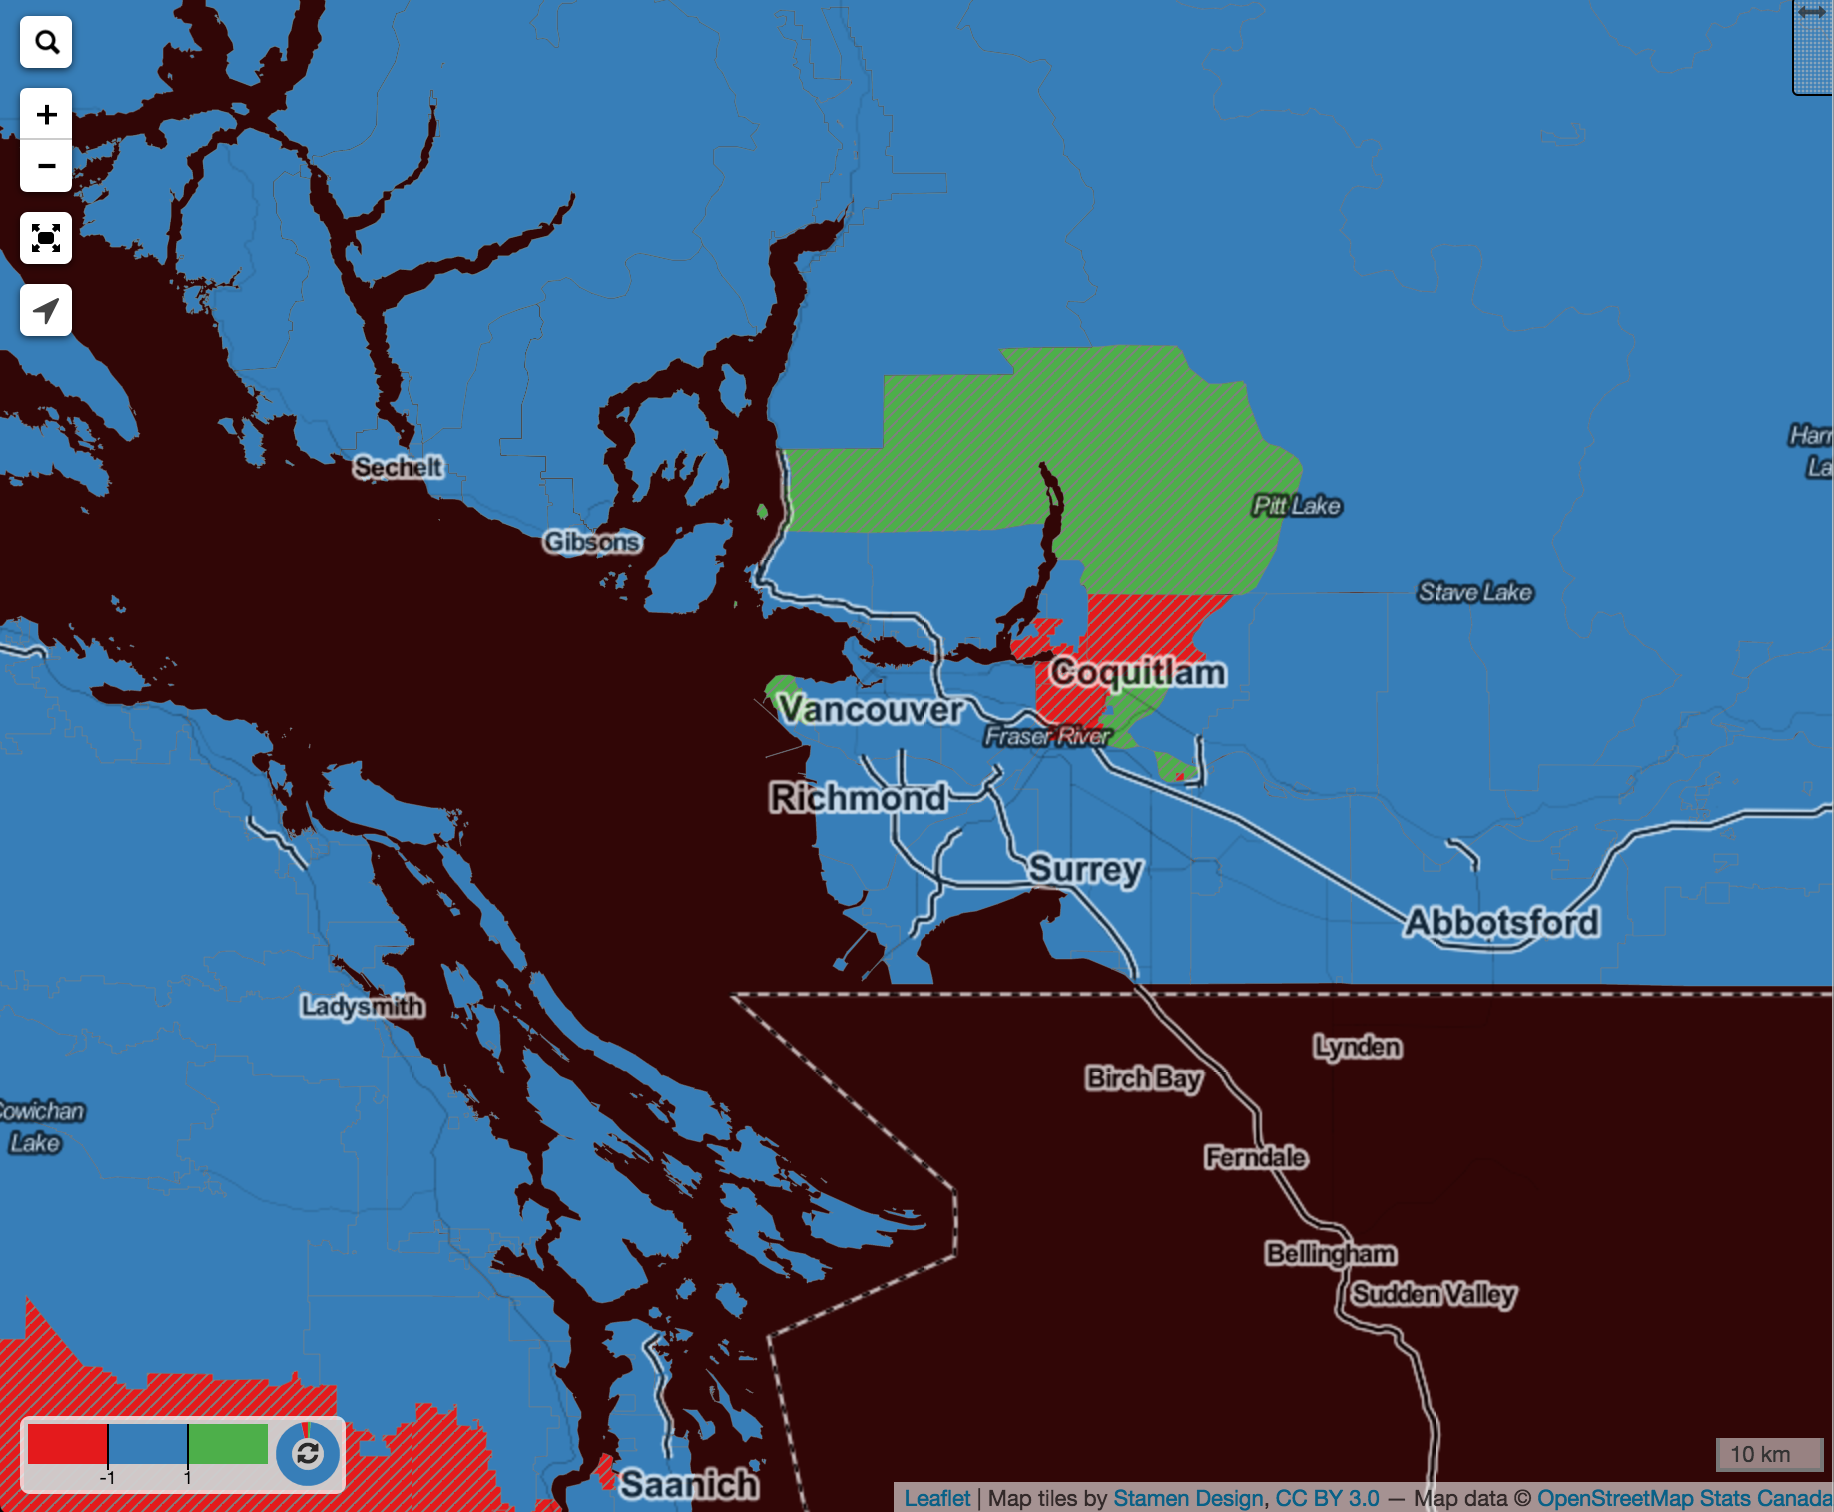 +
−
Harr
La
Sechelt
Pitt Lake
Gibsons
Stave Lake
Coquitlam
Vancouver
Fraser River
Richmond
Surrey
Abbotsford
Ladysmith
Lynden
Birch Bay
Cowichan
Lake
Ferndale
Bellingham
Sudden Valley
-1 1
10 km
Saanich
Leaflet | Map tiles by Stamen Design, CC BY 3.0 — Map data © OpenStreetMap Stats Canada